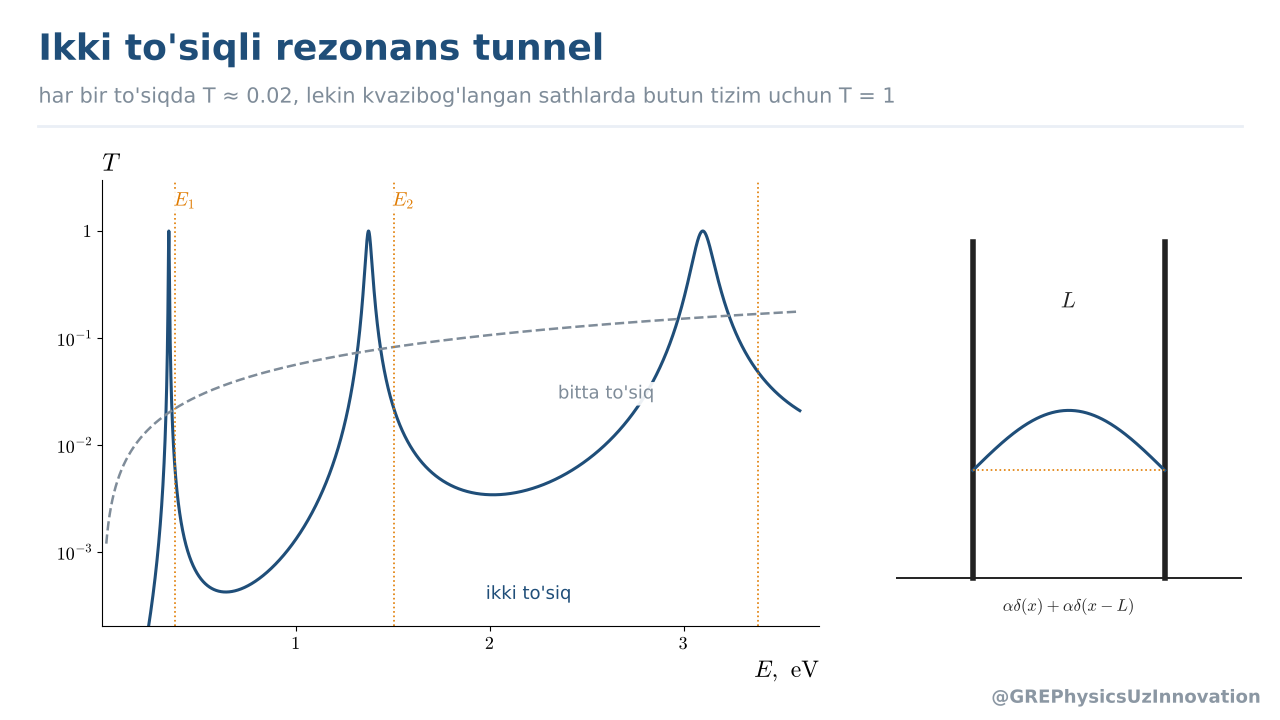 Ikki to'siqli rezonans tunnel
har bir to'siqda T ≈ 0.02, lekin kvazibog'langan sathlarda butun tizim uchun T = 1
T
E₁
E₂
1
10⁻¹
10⁻²
10⁻³
bitta to'siq
ikki to'siq
1
2
3
E, eV
L
αδ(x) + αδ(x − L)
@GREPhysicsUzInnovation